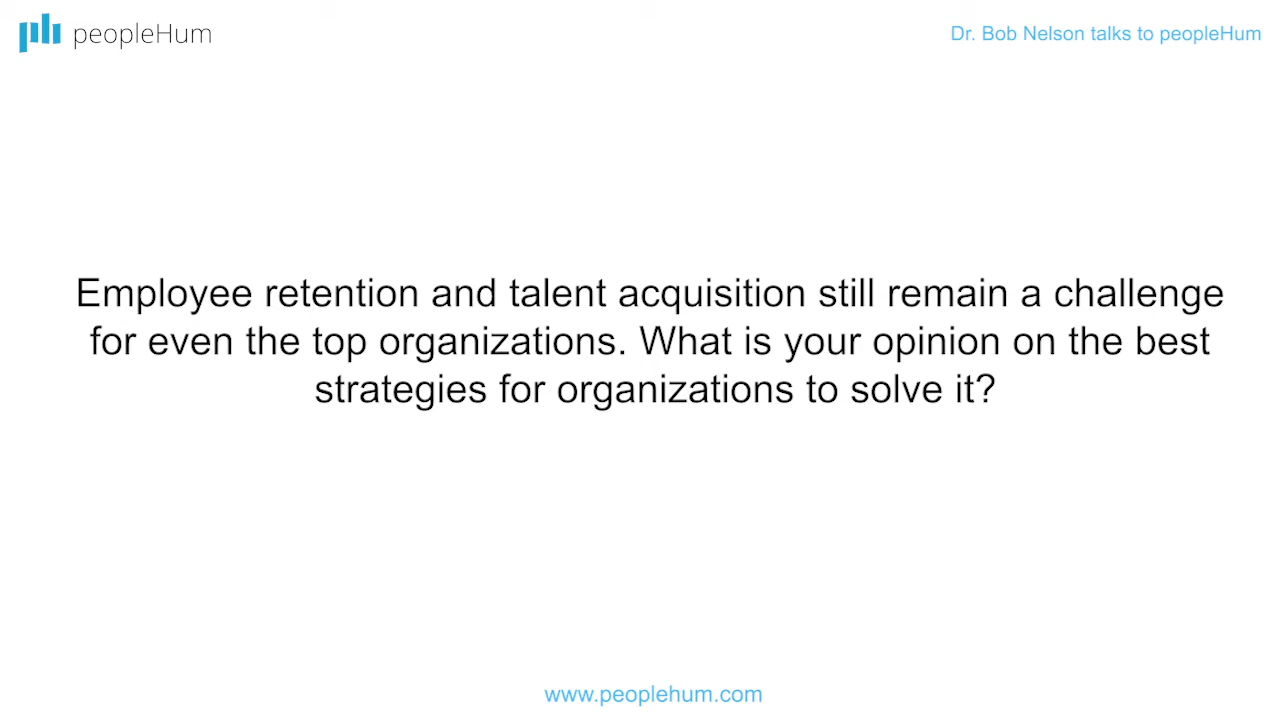 peopleHum
Dr. Bob Nelson talks to peopleHum
Employee retention and talent acquisition still remain a challenge
for even the top organizations. What is your opinion on the best
strategies for organizations to solve it?
www.peoplehum.com